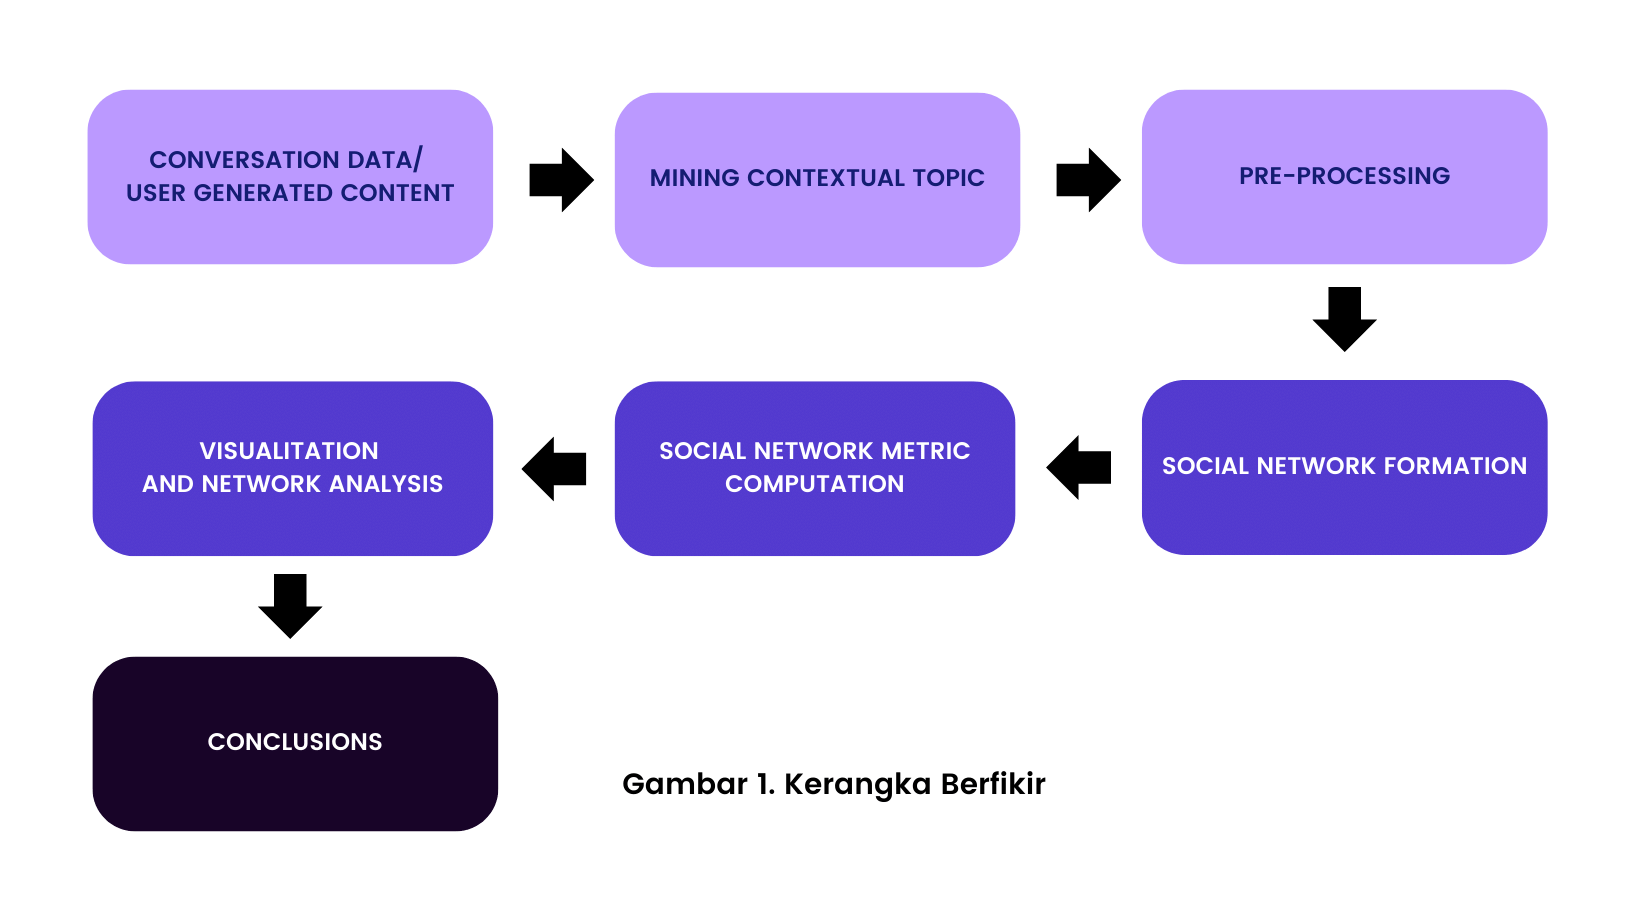 CONVERSATION DATA/
USER GENERATED CONTENT
MINING CONTEXTUAL TOPIC
PRE-PROCESSING
SOCIAL NETWORK FORMATION
SOCIAL NETWORK METRIC
COMPUTATION
VISUALITATION
AND NETWORK ANALYSIS
CONCLUSIONS
Gambar 1. Kerangka Berfikir